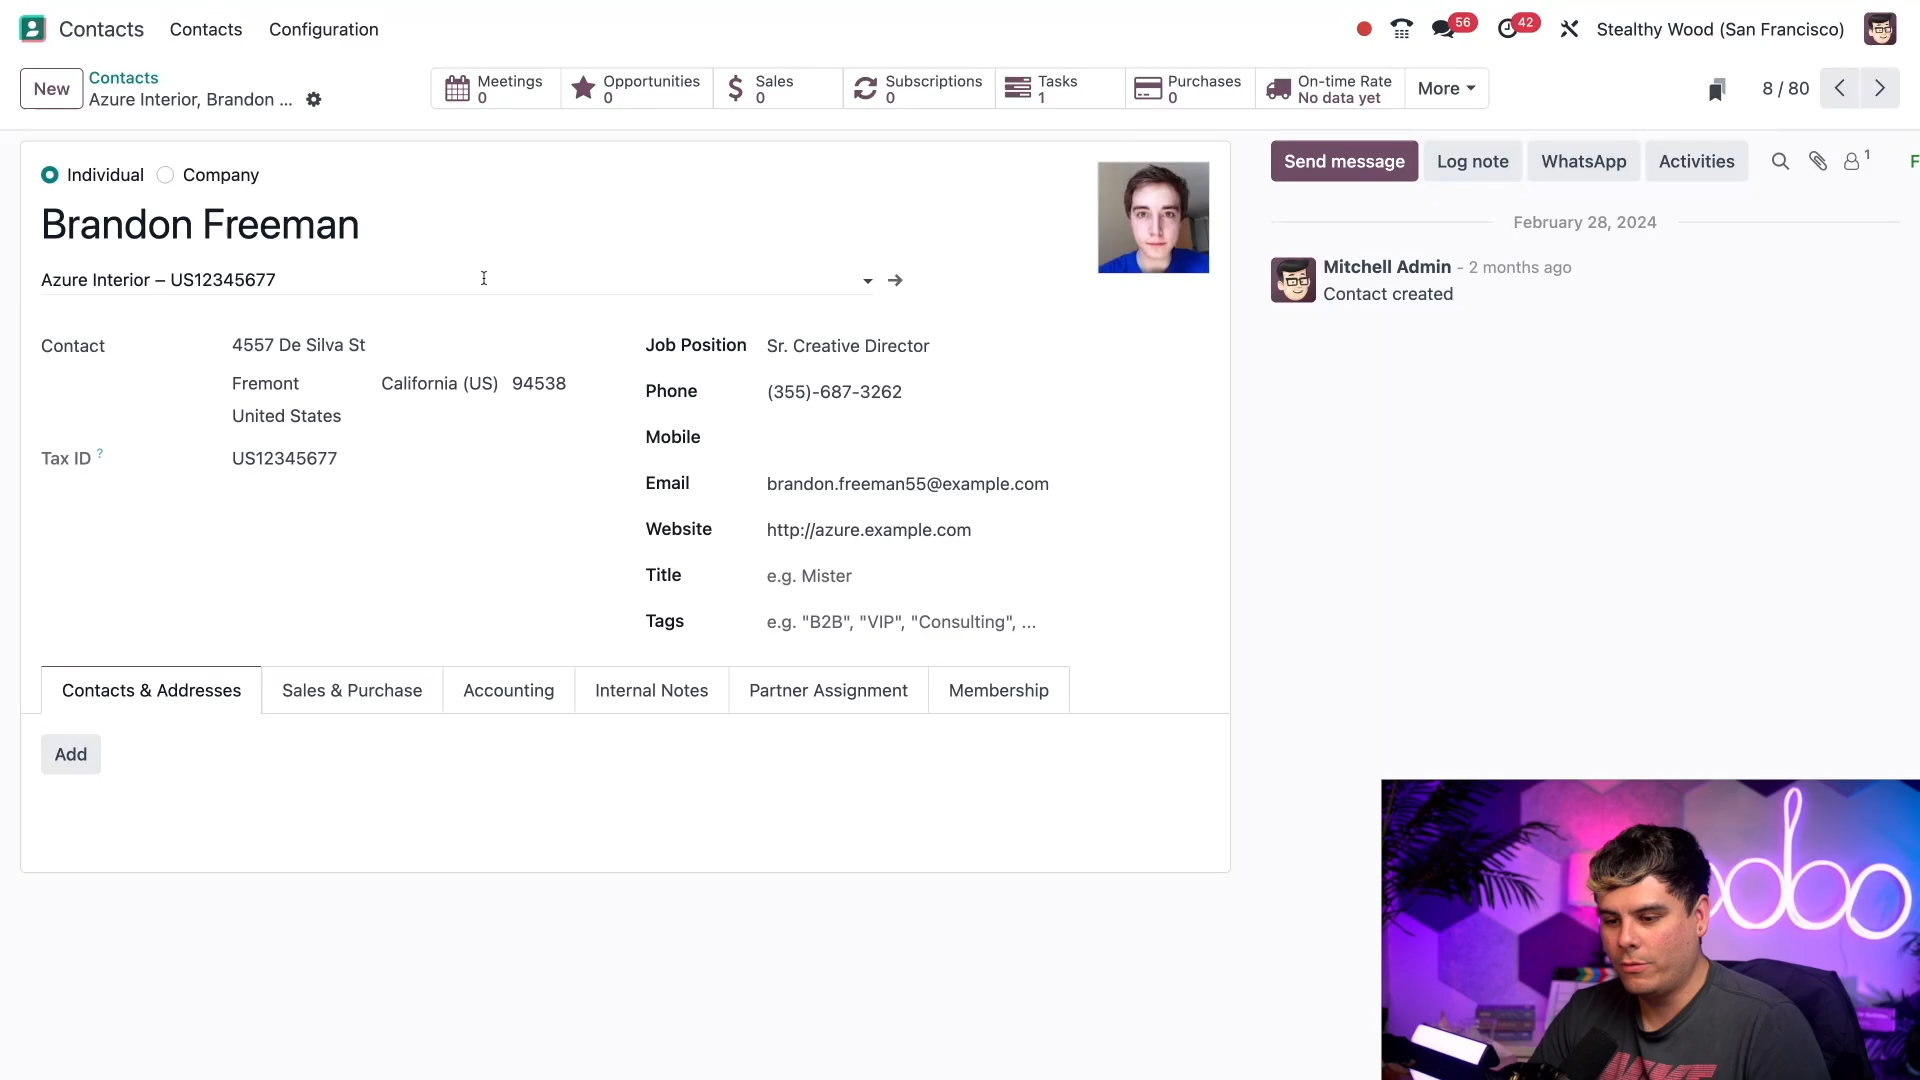 Contacts Contacts Configuration 56 42 Stealthy Wood (San Francisco)
New Contacts
Azure Interior, Brandon ...
Meetings 0
Opportunities 0
Sales 0
Subscriptions 0
Tasks 1
Purchases 0
On-time Rate No data yet
More
8 / 80
Individual Company
Brandon Freeman
Azure Interior – US12345677
Contact 4557 De Silva St
Fremont California (US) 94538
United States
Tax ID ? US12345677
Job Position Sr. Creative Director
Phone (355)-687-3262
Mobile
Email brandon.freeman55@example.com
Website http://azure.example.com
Title e.g. Mister
Tags e.g. "B2B", "VIP", "Consulting", ...
Contacts & Addresses Sales & Purchase Accounting Internal Notes Partner Assignment Membership
Add
Send message Log note WhatsApp Activities 1 F
February 28, 2024
Mitchell Admin - 2 months ago
Contact created
odoo